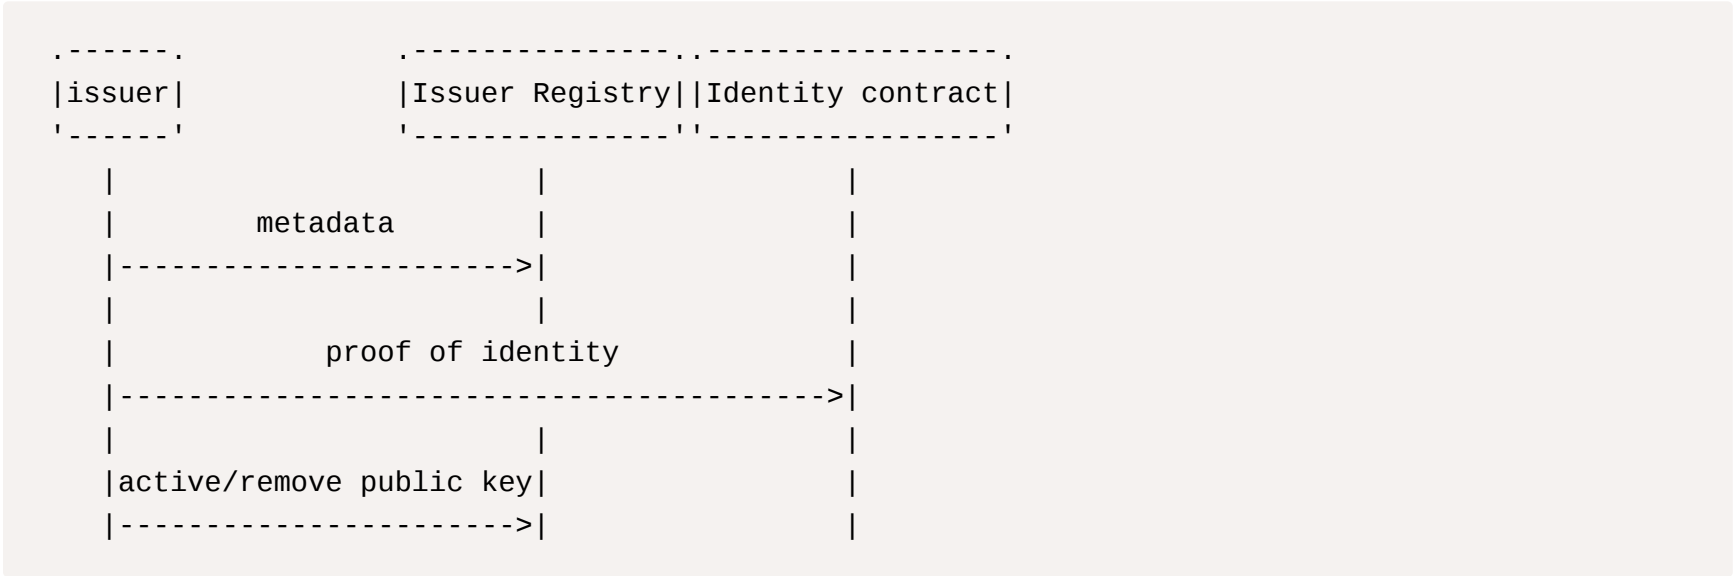 .------.            .---------------..-----------------.
|issuer|            |Issuer Registry||Identity contract|
'------'            '---------------''-----------------'
   |                        |                 |
   |        metadata        |                 |
   |----------------------->|                 |
   |                        |                 |
   |            proof of identity             |
   |----------------------------------------->|
   |                        |                 |
   |active/remove public key|                 |
   |----------------------->|                 |